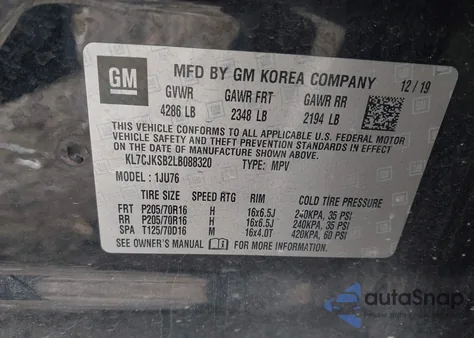 GM
MFD BY GM KOREA COMPANY
12/19
GVWR GAWR FRT GAWR RR
4286 LB 2348 LB 2194 LB
THIS VEHICLE CONFORMS TO ALL APPLICABLE U.S. FEDERAL MOTOR
VEHICLE SAFETY AND THEFT PREVENTION STANDARDS
IN EFFECT ON THE DATE OF MANUFACTURE SHOWN ABOVE.
KL7CJKSB2LB088320 TYPE: MPV
MODEL: 1JU76
TIRE SIZE SPEED RTG RIM COLD TIRE PRESSURE
FRT P205/70R16 H 16x6.5J 240KPA, 35 PSI
RR P205/70R16 H 16x6.5J 240KPA, 35 PSI
SPA T125/70D16 M 16x4.0T 420KPA, 60 PSI
SEE OWNER'S MANUAL FOR MORE INFORMATION
autoSnap